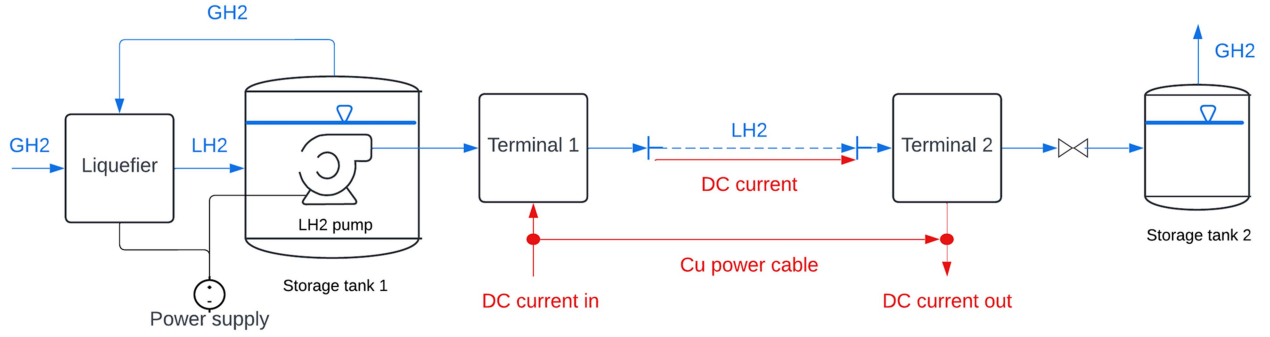 GH2
GH2
GH2
Liquefier
LH2
Terminal 1
LH2
Terminal 2
DC current
LH2 pump
Storage tank 2
Cu power cable
Storage tank 1
DC current in
DC current out
Power supply